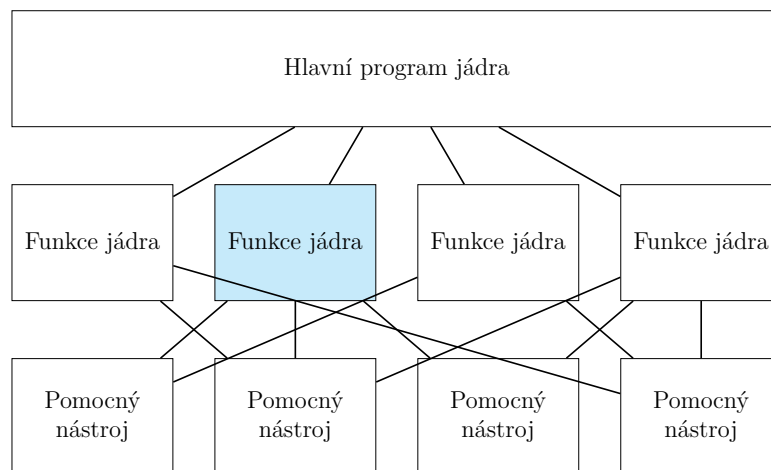 Hlavní program jádra
Funkce jádra
Funkce jádra
Funkce jádra
Funkce jádra
Pomocný
nástroj
Pomocný
nástroj
Pomocný
nástroj
Pomocný
nástroj